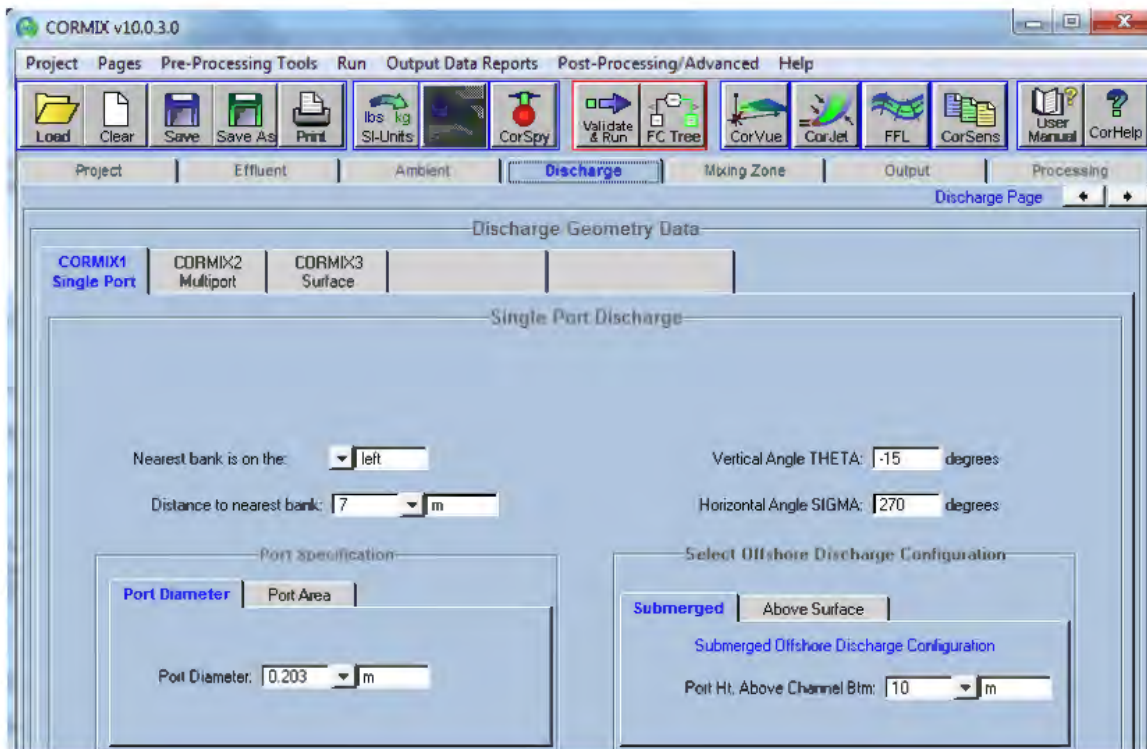 CORMIX v10.0.3.0
Project Pages Pre-Processing Tools Run Output Data Reports Post-Processing/Advanced Help
lbs kg
Load Clear Save Save As Print SI-Units CorSpy Validate & Run FC Tree CorVue CorJet FFL CorSens User Manual CorHelp
Project Effluent Ambient Discharge Mixing Zone Output Processing
Discharge Page
Discharge Geometry Data
CORMIX1 Single Port CORMIX2 Multiport CORMIX3 Surface
Single Port Discharge
Nearest bank is on the: left Vertical Angle THETA: -15 degrees
Distance to nearest bank: 7 m Horizontal Angle SIGMA: 270 degrees
Port Specification Select Offshore Discharge Configuration
Port Diameter Port Area Submerged Above Surface
Submerged Offshore Discharge Configuration
Port Diameter: 0.203 m Port Ht. Above Channel Btm: 10 m